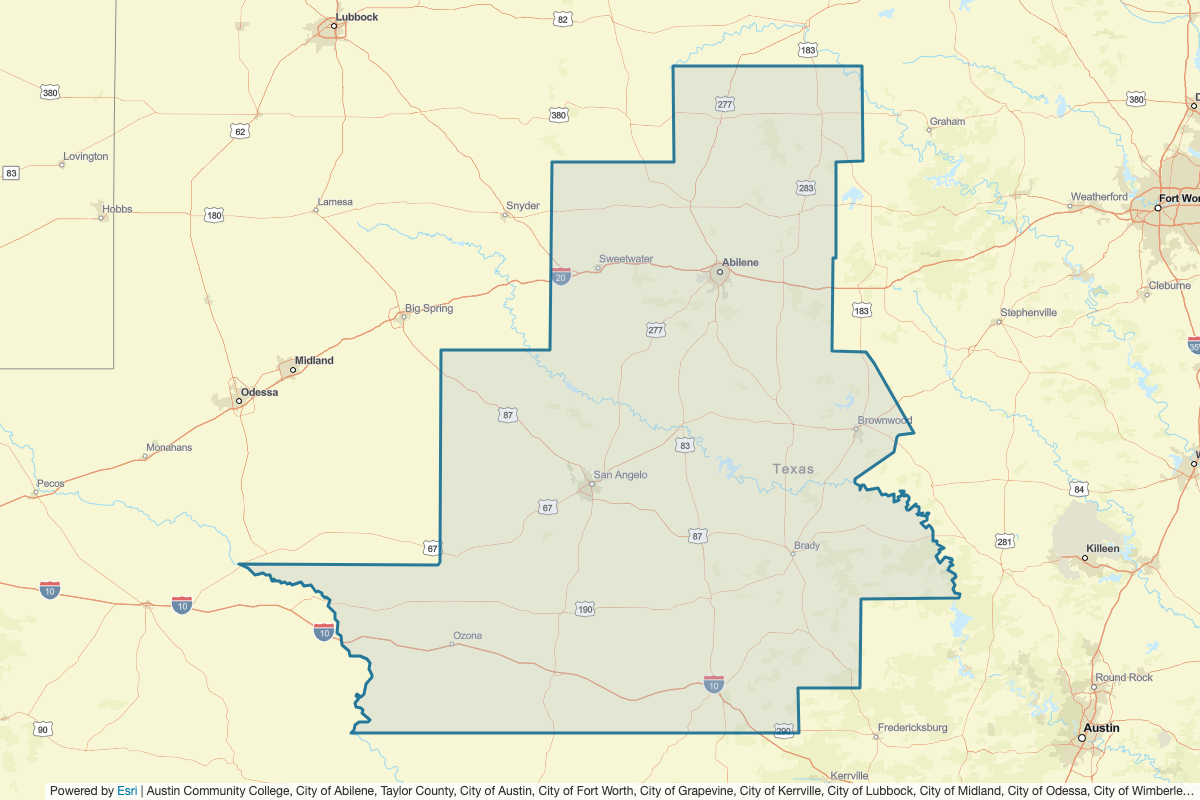 Lubbock
82
183
380
277
380
380
D
62
Graham
Lovington
83
283
Weatherford
Fort Wor
Hobbs
180
Lamesa
Snyder
Sweetwater
Abilene
20
Cleburne
Big Spring
183
Stephenville
277
35
Midland
Odessa
87
Brownwood
83
Monahans
San Angelo
Texas
W
Pecos
84
67
87
281
67
Brady
Killeen
10
10
190
10
Ozona
10
Round Rock
90
290
Fredericksburg
Austin
Kerrville
Powered by Esri | Austin Community College, City of Abilene, Taylor County, City of Austin, City of Fort Worth, City of Grapevine, City of Kerrville, City of Lubbock, City of Midland, City of Odessa, City of Wimberle...